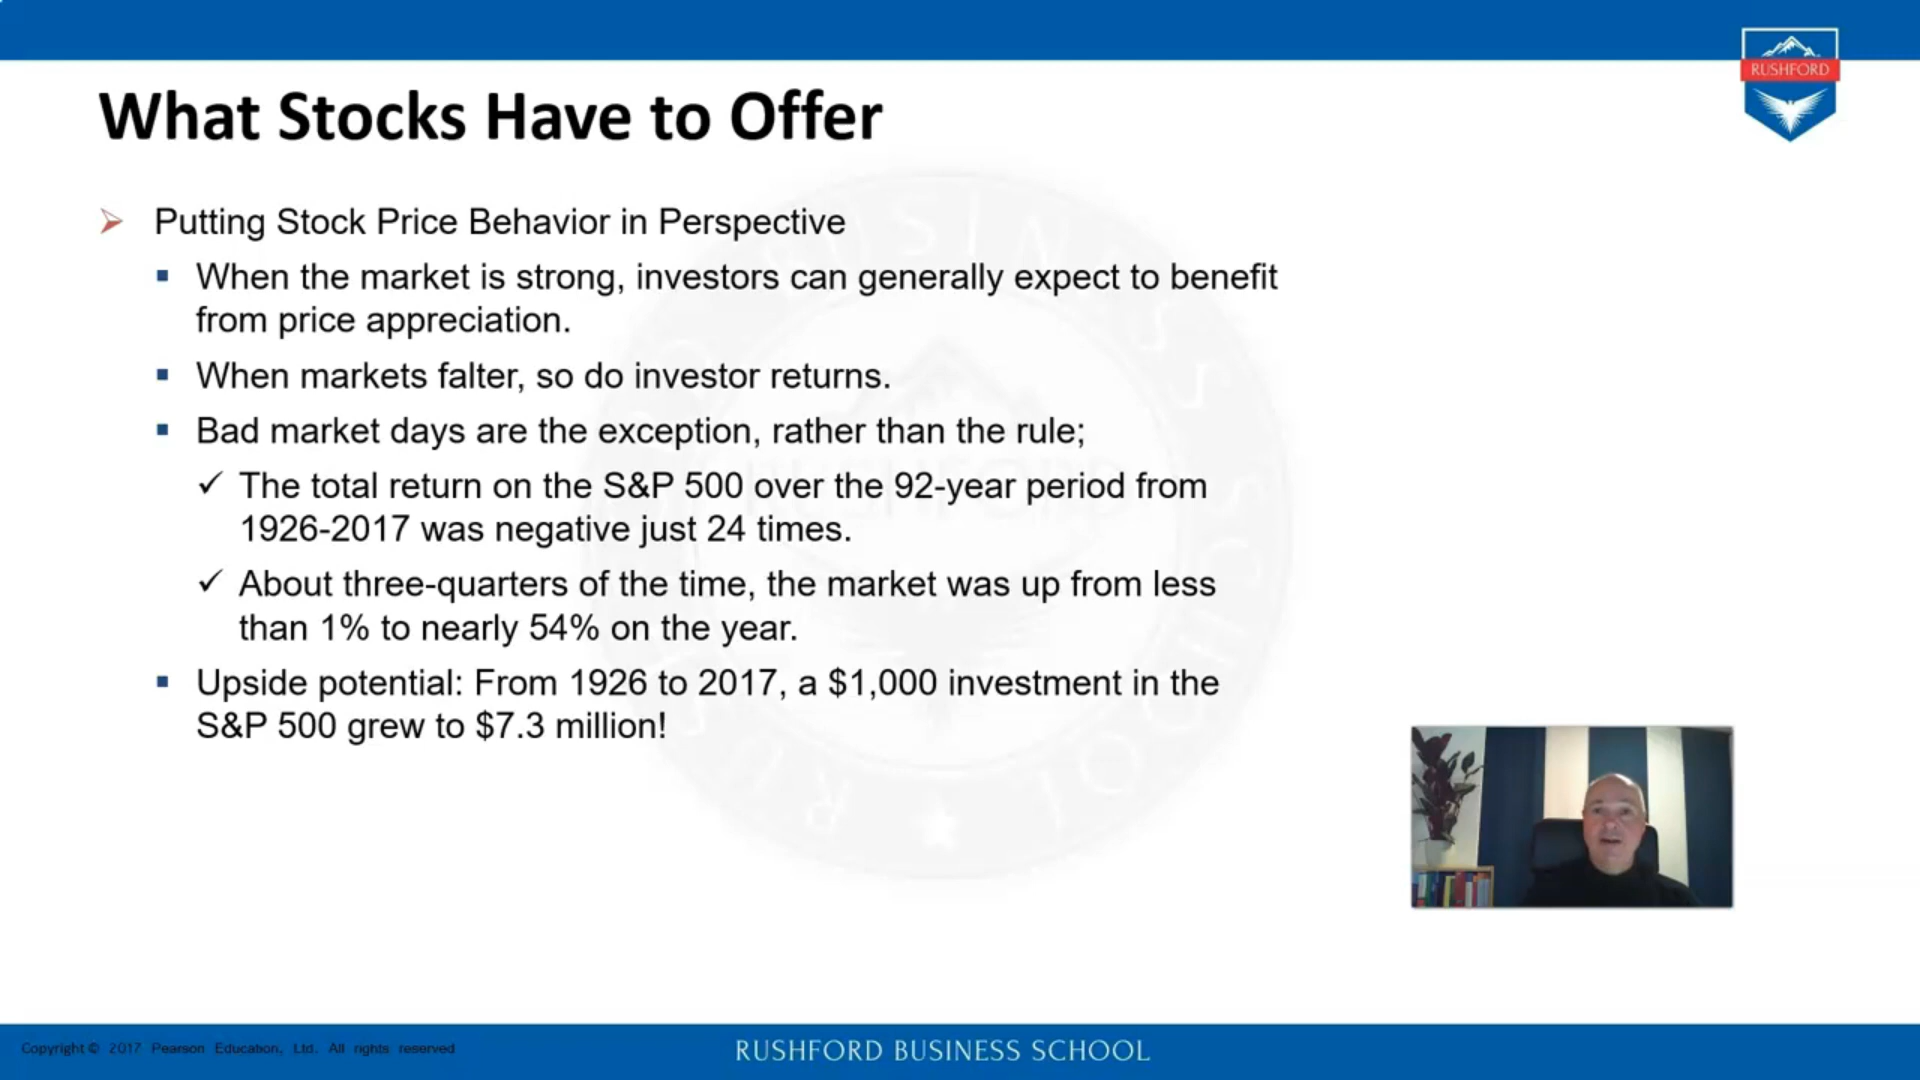 RUSHFORD
What Stocks Have to Offer
Putting Stock Price Behavior in Perspective
When the market is strong, investors can generally expect to benefit
from price appreciation.
When markets falter, so do investor returns.
Bad market days are the exception, rather than the rule;
The total return on the S&P 500 over the 92-year period from
1926-2017 was negative just 24 times.
About three-quarters of the time, the market was up from less
than 1% to nearly 54% on the year.
Upside potential: From 1926 to 2017, a $1,000 investment in the
S&P 500 grew to $7.3 million!
RUSHFORD BUSINESS SCHOOL
RUSHFORD
Copyright © 2017 Pearson Education, Ltd. All rights reserved
RUSHFORD BUSINESS SCHOOL